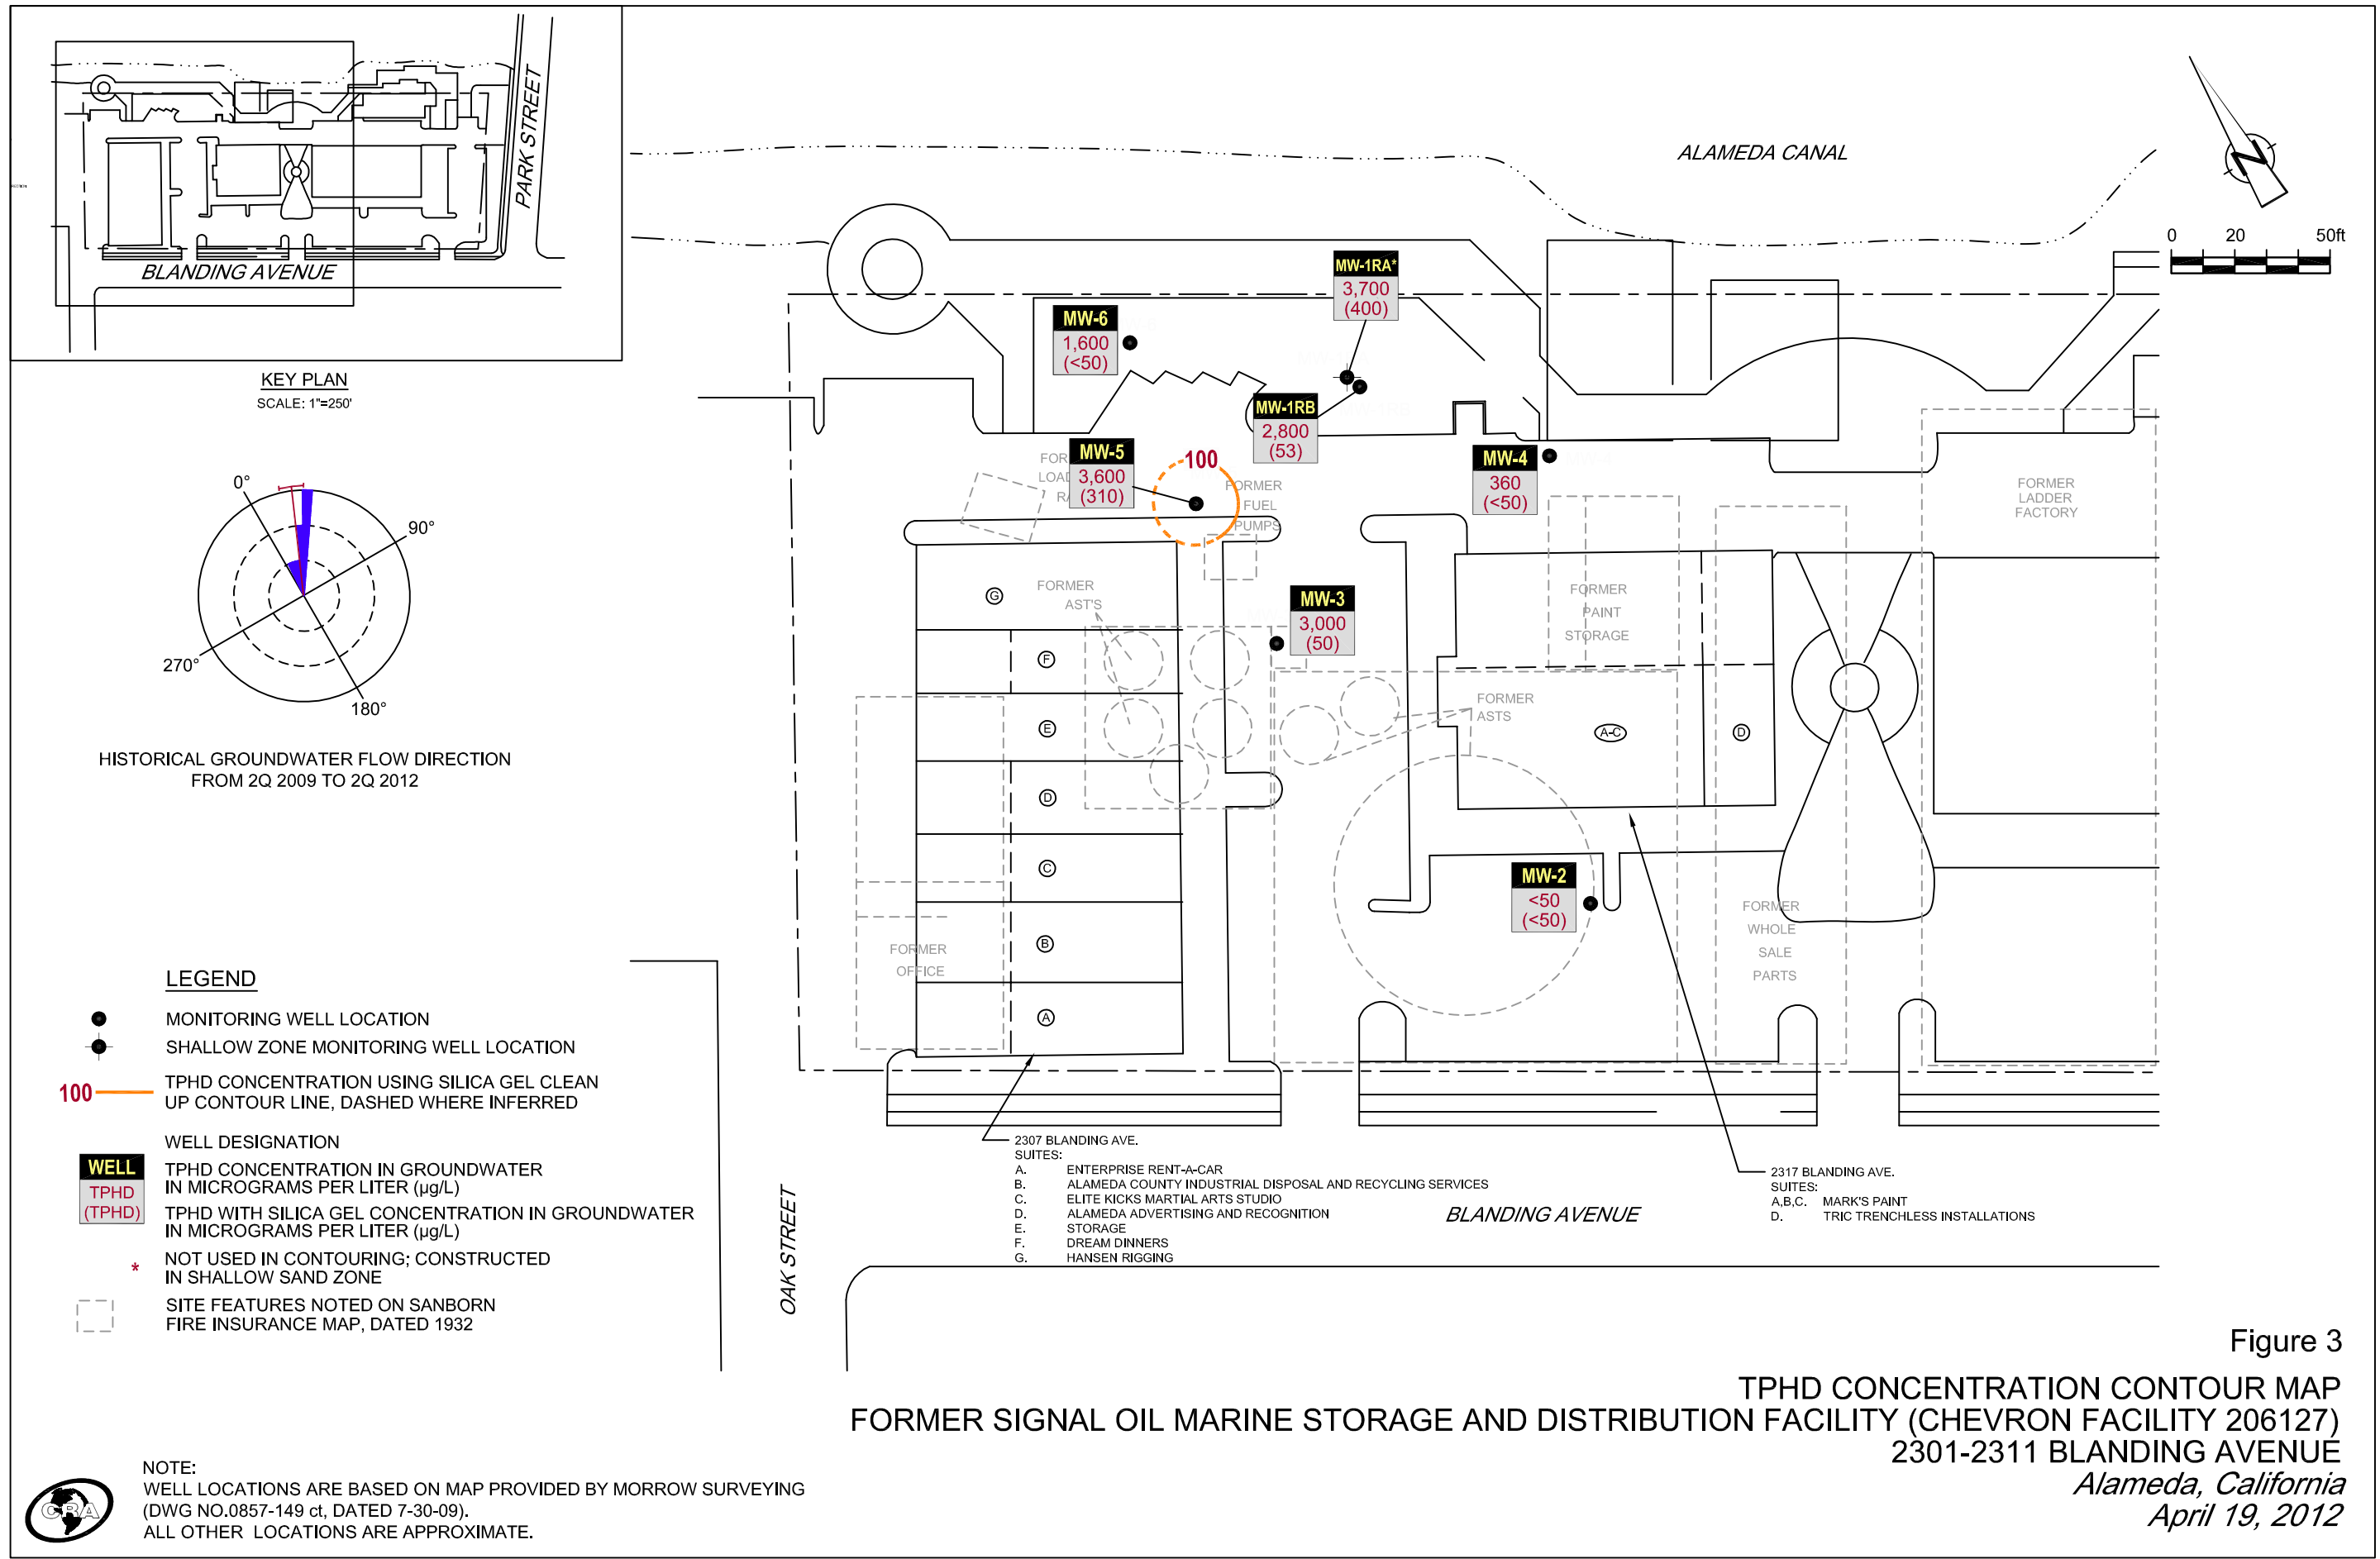 PARK STREET
BLANDING AVENUE
KEY PLAN
SCALE: 1"=250'
0°
90°
270°
180°
HISTORICAL GROUNDWATER FLOW DIRECTION
FROM 2Q 2009 TO 2Q 2012
LEGEND
MONITORING WELL LOCATION
SHALLOW ZONE MONITORING WELL LOCATION
100
TPHD CONCENTRATION USING SILICA GEL CLEAN
UP CONTOUR LINE, DASHED WHERE INFERRED
WELL DESIGNATION
WELL
TPHD
(TPHD)
TPHD CONCENTRATION IN GROUNDWATER
IN MICROGRAMS PER LITER (µg/L)
TPHD WITH SILICA GEL CONCENTRATION IN GROUNDWATER
IN MICROGRAMS PER LITER (µg/L)
*
NOT USED IN CONTOURING; CONSTRUCTED
IN SHALLOW SAND ZONE
SITE FEATURES NOTED ON SANBORN
FIRE INSURANCE MAP, DATED 1932
NOTE:
WELL LOCATIONS ARE BASED ON MAP PROVIDED BY MORROW SURVEYING
(DWG NO.0857-149 ct, DATED 7-30-09).
ALL OTHER LOCATIONS ARE APPROXIMATE.
CRA
ALAMEDA CANAL
N
0 20 50ft
MW-1RA*
3,700
(400)
MW-6
1,600
(<50)
MW-1RB
2,800
(53)
MW-5
3,600
(310)
100
MW-4
360
(<50)
FOR
LOAD
RA
FORMER
FUEL
PUMPS
FORMER
LADDER
FACTORY
FORMER
AST'S
MW-3
3,000
(50)
FORMER
PAINT
STORAGE
FORMER
ASTS
G
F
E
D
C
B
A
A-C
D
MW-2
<50
(<50)
FORMER
WHOLE
SALE
PARTS
FORMER
OFFICE
2307 BLANDING AVE.
SUITES:
A. ENTERPRISE RENT-A-CAR
B. ALAMEDA COUNTY INDUSTRIAL DISPOSAL AND RECYCLING SERVICES
C. ELITE KICKS MARTIAL ARTS STUDIO
D. ALAMEDA ADVERTISING AND RECOGNITION
E. STORAGE
F. DREAM DINNERS
G. HANSEN RIGGING
2317 BLANDING AVE.
SUITES:
A,B,C. MARK'S PAINT
D. TRIC TRENCHLESS INSTALLATIONS
BLANDING AVENUE
OAK STREET
Figure 3
TPHD CONCENTRATION CONTOUR MAP
FORMER SIGNAL OIL MARINE STORAGE AND DISTRIBUTION FACILITY (CHEVRON FACILITY 206127)
2301-2311 BLANDING AVENUE
Alameda, California
April 19, 2012